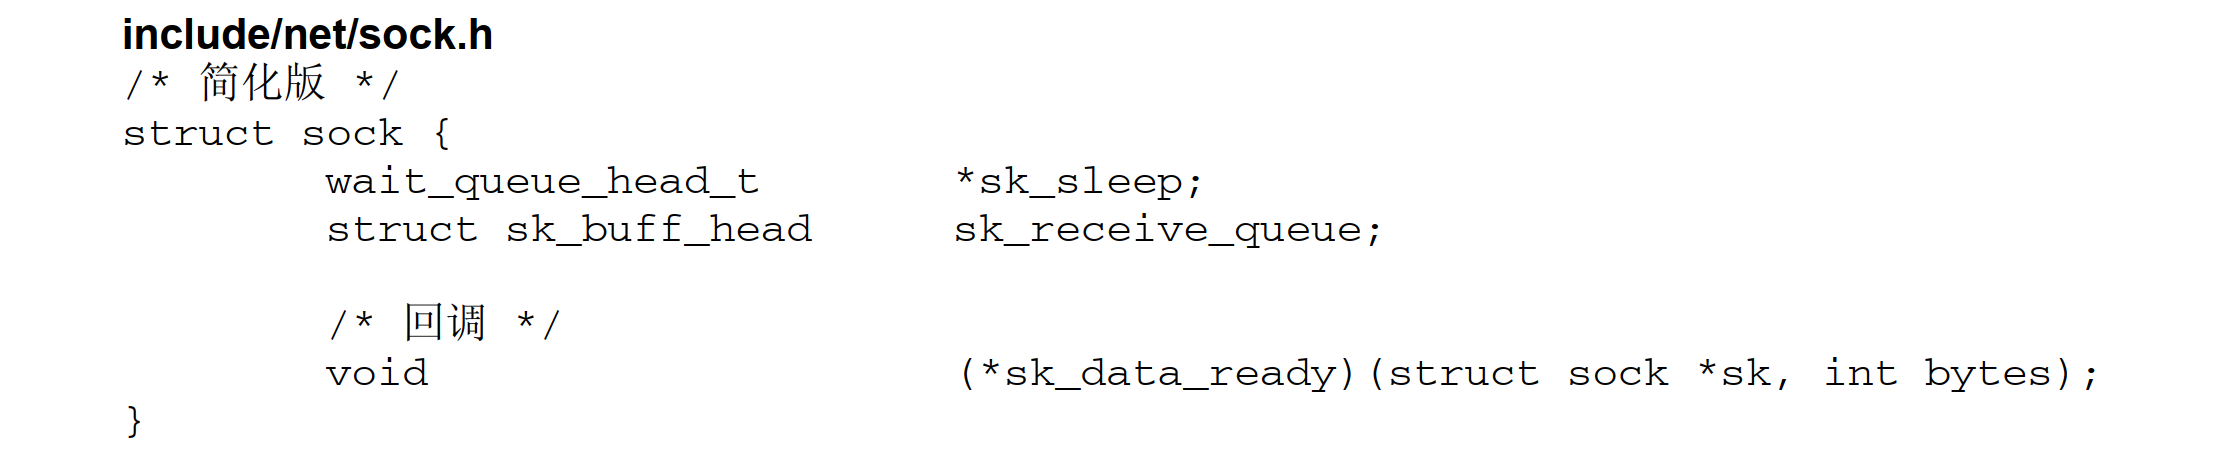 include/net/sock.h
/* 简化版 */
struct sock {
wait_queue_head_t *sk_sleep;
struct sk_buff_head sk_receive_queue;
/* 回调 */
void (*sk_data_ready)(struct sock *sk, int bytes);
}